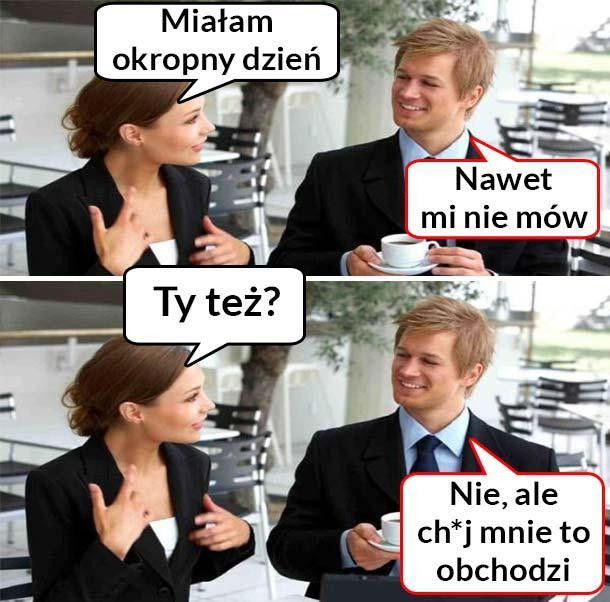 Miałam
okropny dzień
Nawet
mi nie mów
Ty też?
Nie, ale
ch*j mnie to
obchodzi